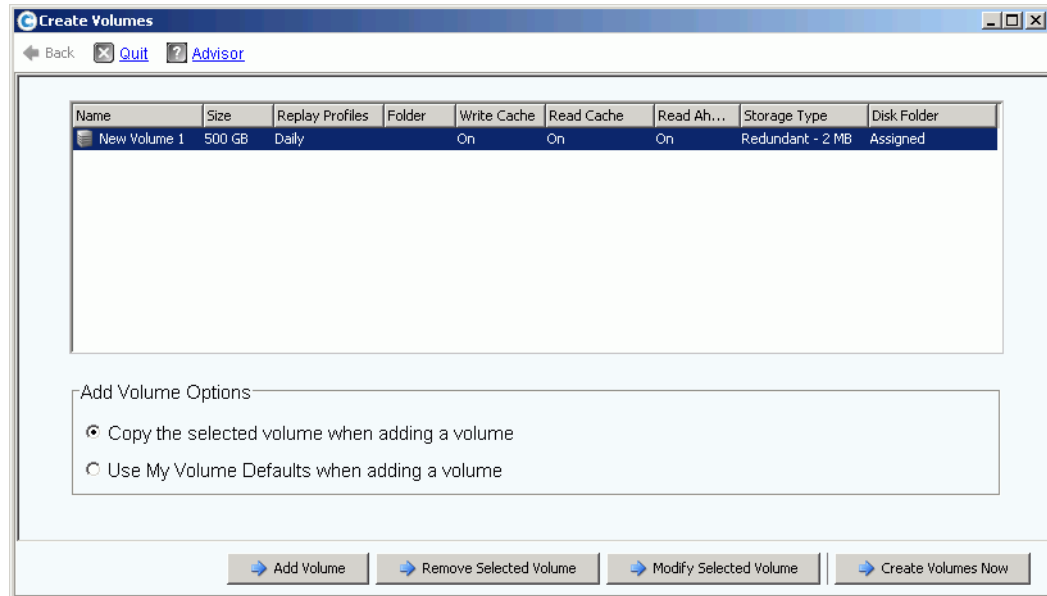 Create Volumes
Back Quit Advisor
Name Size Replay Profiles Folder Write Cache Read Cache Read Ah... Storage Type Disk Folder
New Volume 1 500 GB Daily On On On Redundant - 2 MB Assigned
Add Volume Options
Copy the selected volume when adding a volume
Use My Volume Defaults when adding a volume
Add Volume Remove Selected Volume Modify Selected Volume Create Volumes Now